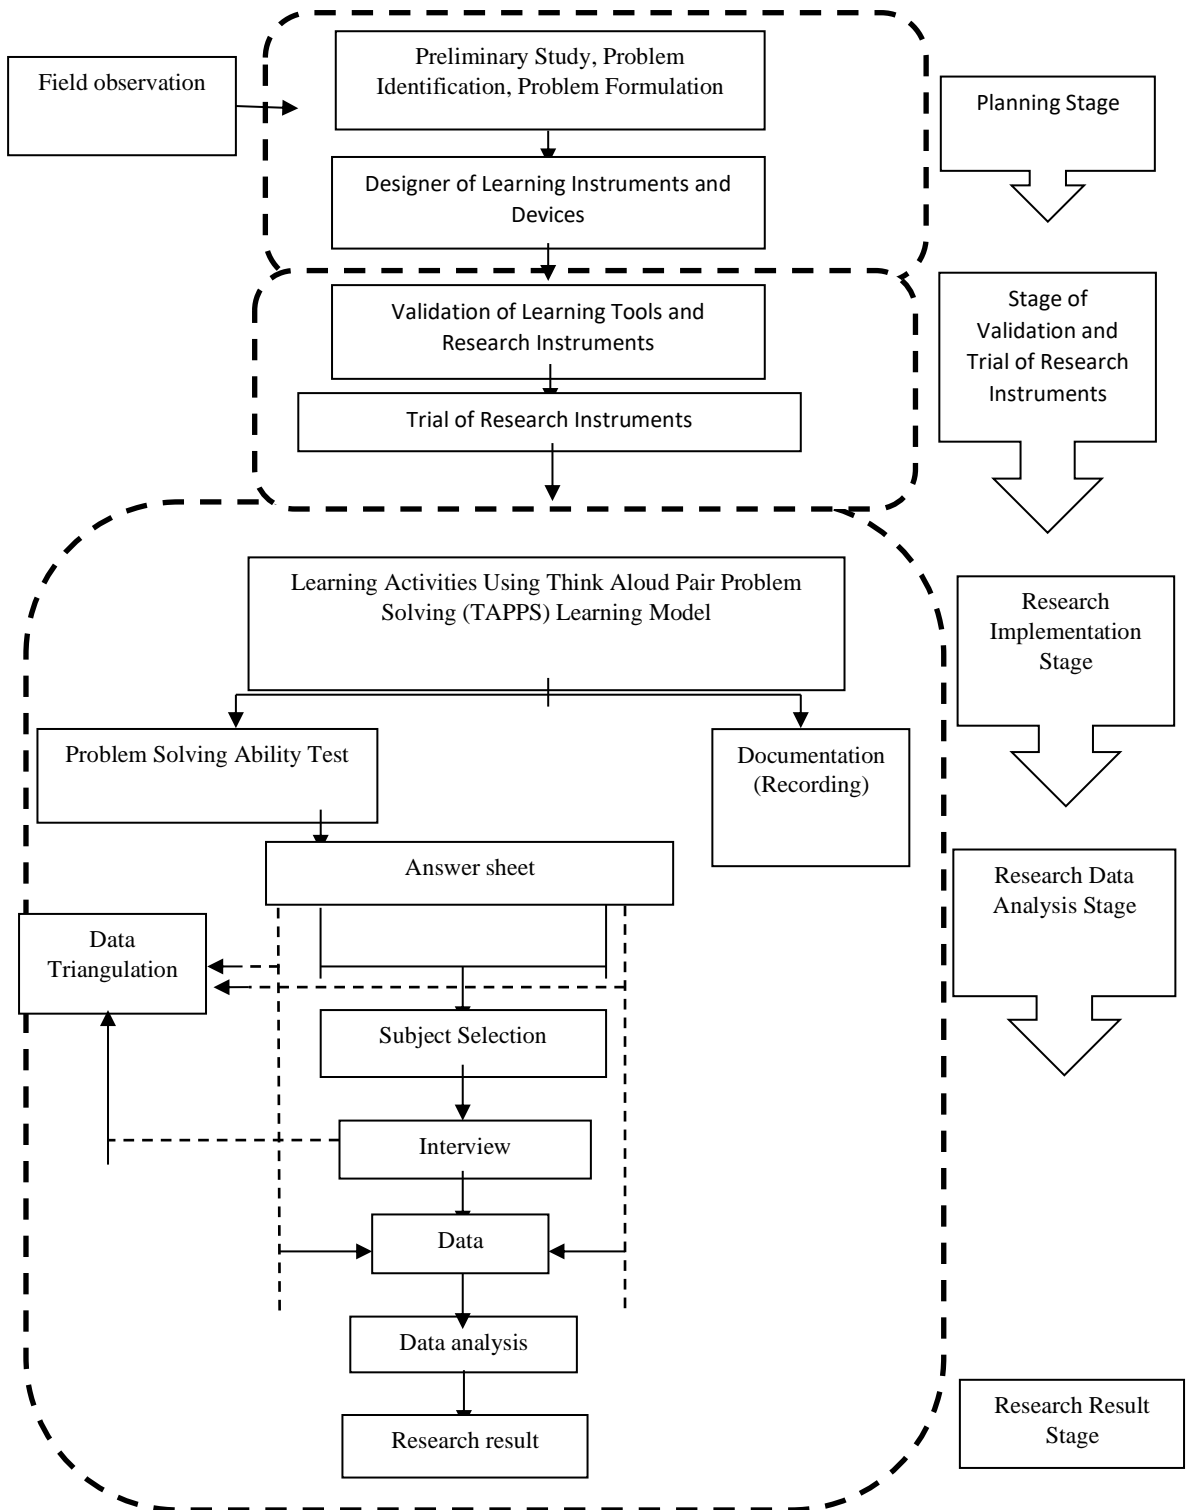 Preliminary Study, Problem
Identification, Problem Formulation
Field observation
Planning Stage
Designer of Learning Instruments and
Devices
Validation of Learning Tools and
Research Instruments
Stage of
Validation and
Trial of Research
Instruments
Trial of Research Instruments
Learning Activities Using Think Aloud Pair Problem
Solving (TAPPS) Learning Model
Research
Implementation
Stage
Problem Solving Ability Test
Documentation
(Recording)
Answer sheet
Research Data
Analysis Stage
Data
Triangulation
Subject Selection
Interview
Data
Data analysis
Research result
Research Result
Stage